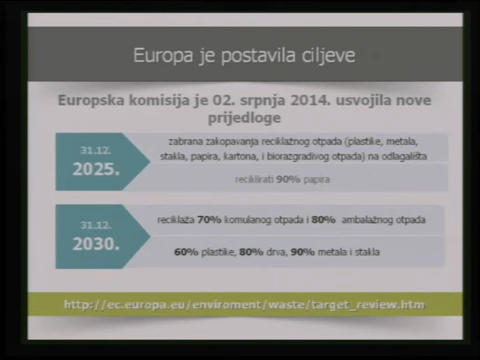 Europa je postavila ciljeve
Europska komisija je 02. srpnja 2014. usvojila nove
prijedloge
31.12.
2025.
zabrana zakopavanja reciklažnog otpada (plastike, metala,
stakla, papira, kartona, i biorazgradivog otpada) na odlagališta
reciklirati 90% papira
31.12.
2030.
reciklaža 70% komulanog otpada i 80% ambalažnog otpada
60% plastike, 80% drva, 90% metala i stakla
http://ec.europa.eu/enviroment/waste/target_review.htm